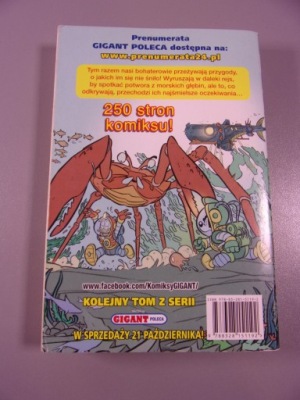 Prenumerata
GIGANT POLECA dostępna na:
www.prenumerata24.pl
Tym razem nasi bohaterowie przeżywają przygody,
o jakich im się nie śniło! Wyruszają w daleki rejs,
by spotkać potwora z morskich głębin, ale to, co
odkrywają, przechodzi ich najśmielsze oczekiwania...
250 stron
komiksu!
www.facebook.com/KomiksyGIGANT/
KOLEJNY TOM Z SERII
GIGANT POLECA
W SPRZEDAŻY 21 PAŹDZIERNIKA!